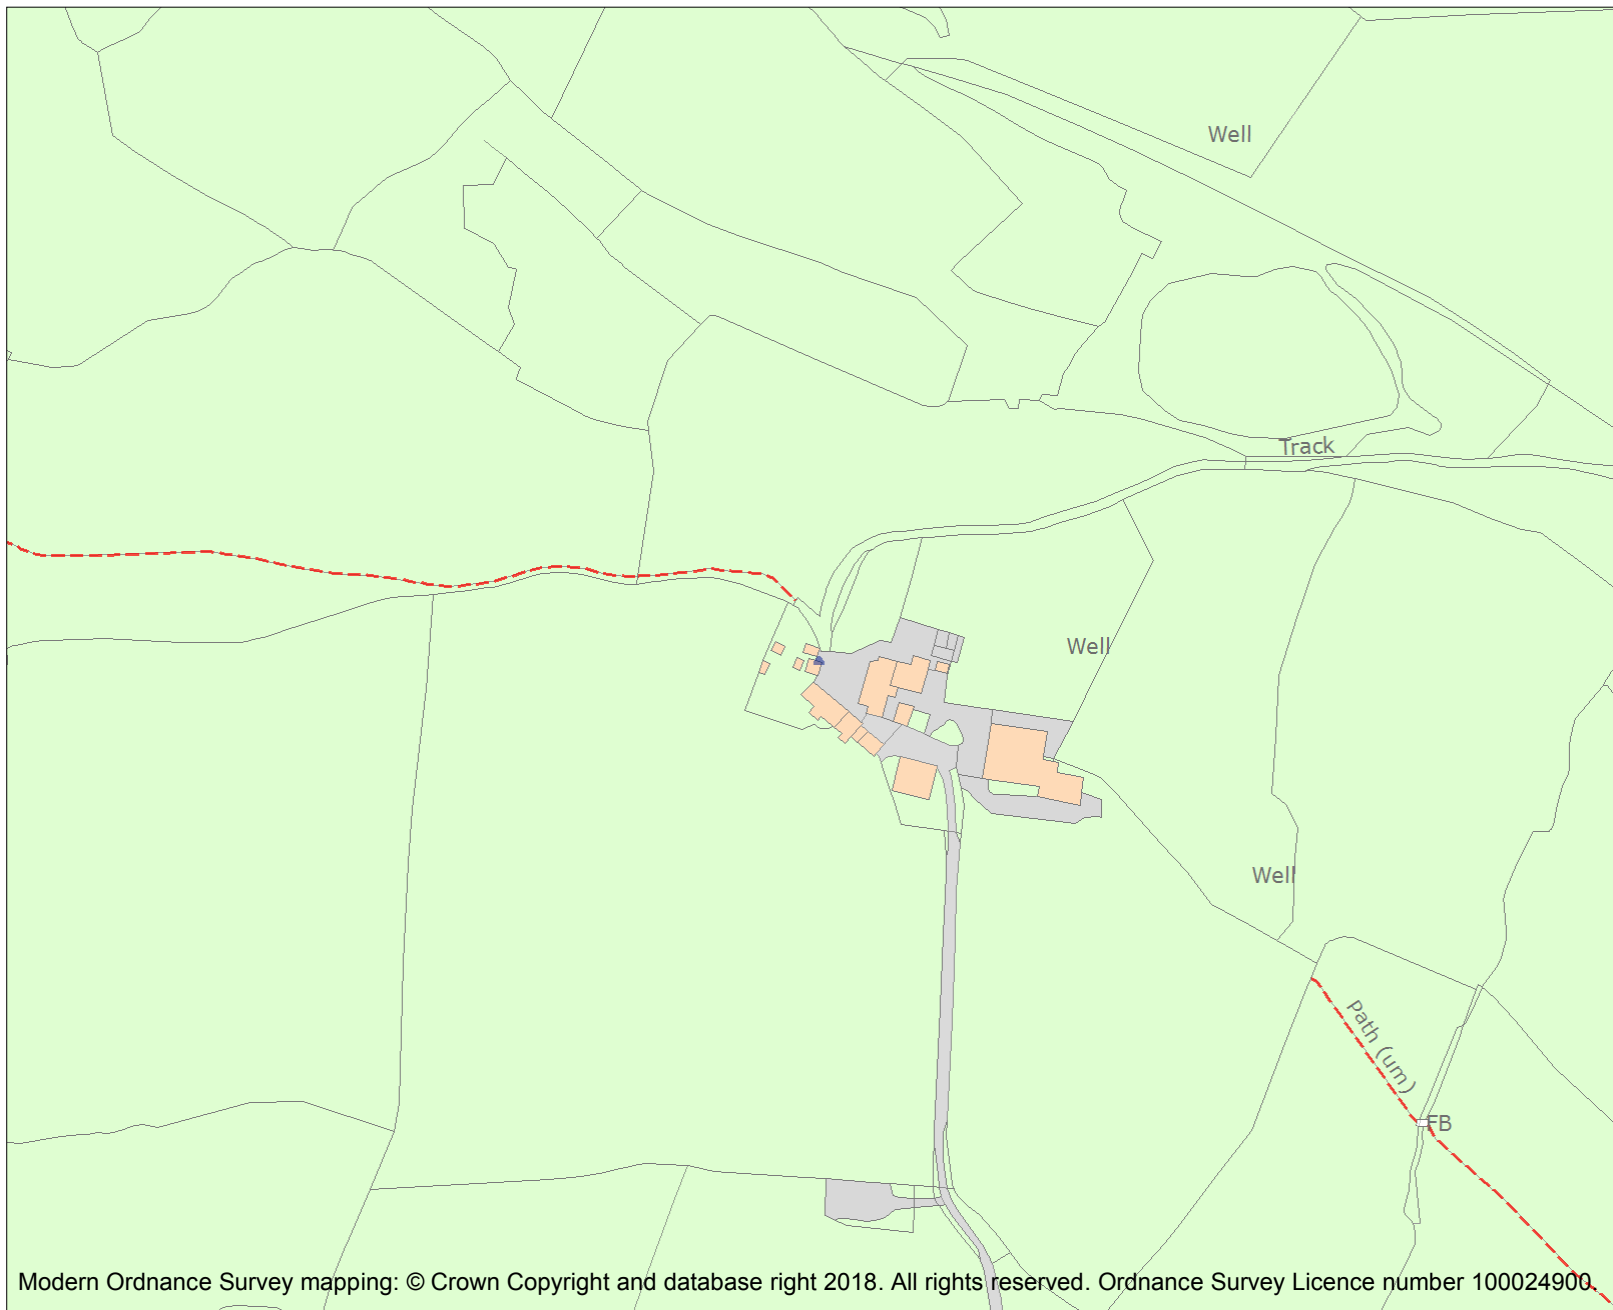 Well
Track
Well
Well
Path (um)
FB
Modern Ordnance Survey mapping: © Crown Copyright and database right 2018. All rights reserved. Ordnance Survey Licence number 100024900.